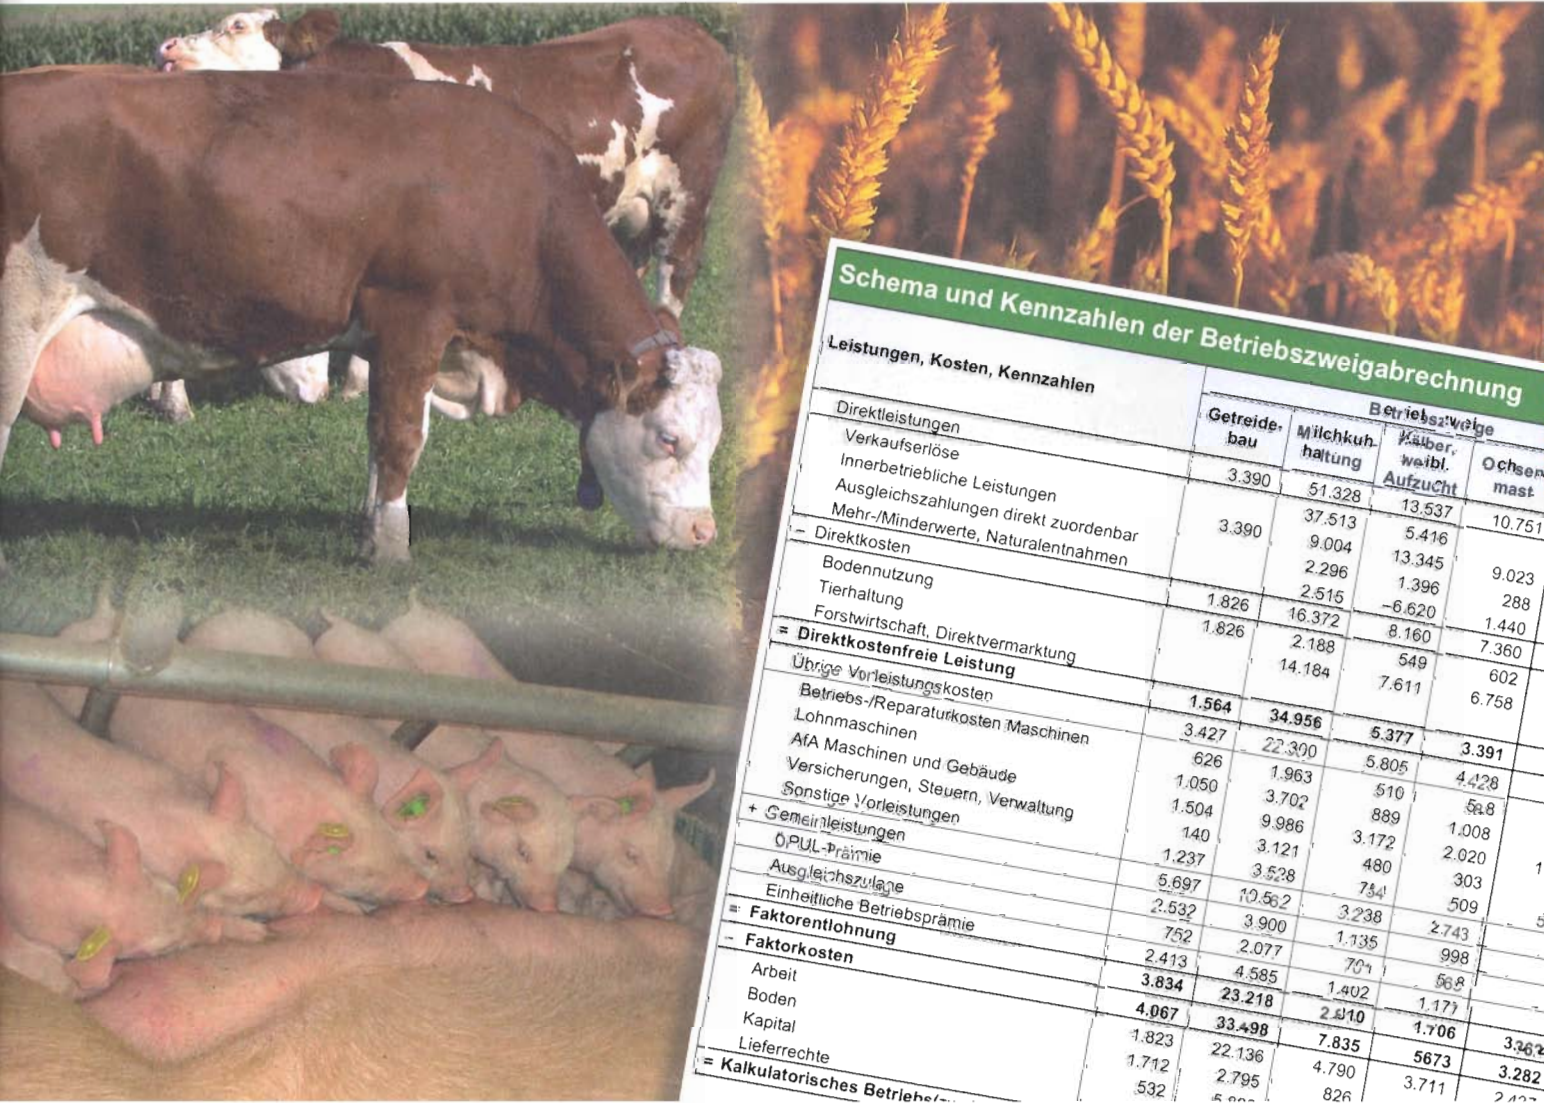 Schema und Kennzahlen der Betriebszweigabrechnung
Leistungen, Kosten, Kennzahlen
Betriebszweige
Getreide-bau Milchkuh-haltung Kälber, weibl. Aufzucht Ochsen-mast
Direktleistungen 3.390 51.328 13.537 10.751
Verkaufserlöse 3.390 37.513 5.416 9.023
Innerbetriebliche Leistungen 9.004 13.345 288
Ausgleichszahlungen direkt zuordenbar 2.296 1.396 1.440
Mehr-/Minderwerte, Naturalentnahmen 2.515 –6.620
– Direktkosten 1.826 16.372 8.160 7.360
Bodennutzung 1.826 2.188 549 602
Tierhaltung 14.184 7.611 6.758
Forstwirtschaft, Direktvermarktung
= Direktkostenfreie Leistung 1.564 34.956 5.377 3.391
Übrige Vorleistungskosten 3.427 22.300 5.805 4.428
Betriebs-/Reparaturkosten Maschinen 626 1.963 510
Lohnmaschinen 1.050 3.702 889 1.008
AfA Maschinen und Gebäude 1.504 9.986 3.172 2.020
Versicherungen, Steuern, Verwaltung 140 3.121 480 303
Sonstige Vorleistungen 1.237 3.528 509
+ Gemeinleistungen 5.697 10.562 3.238 2.743
ÖPUL-Prämie 2.532 3.900 1.135 998
Ausgleichszulage 752 2.077
Einheitliche Betriebsprämie 2.413 4.585 1.402 1.177
= Faktorentlohnung 3.834 23.218 1.706
– Faktorkosten 4.067 33.498 7.835 5673 3.282
Arbeit 1.823 22.136 4.790 3.711
Boden 1.712 2.795 826
Kapital 532
Lieferrechte
= Kalkulatorisches